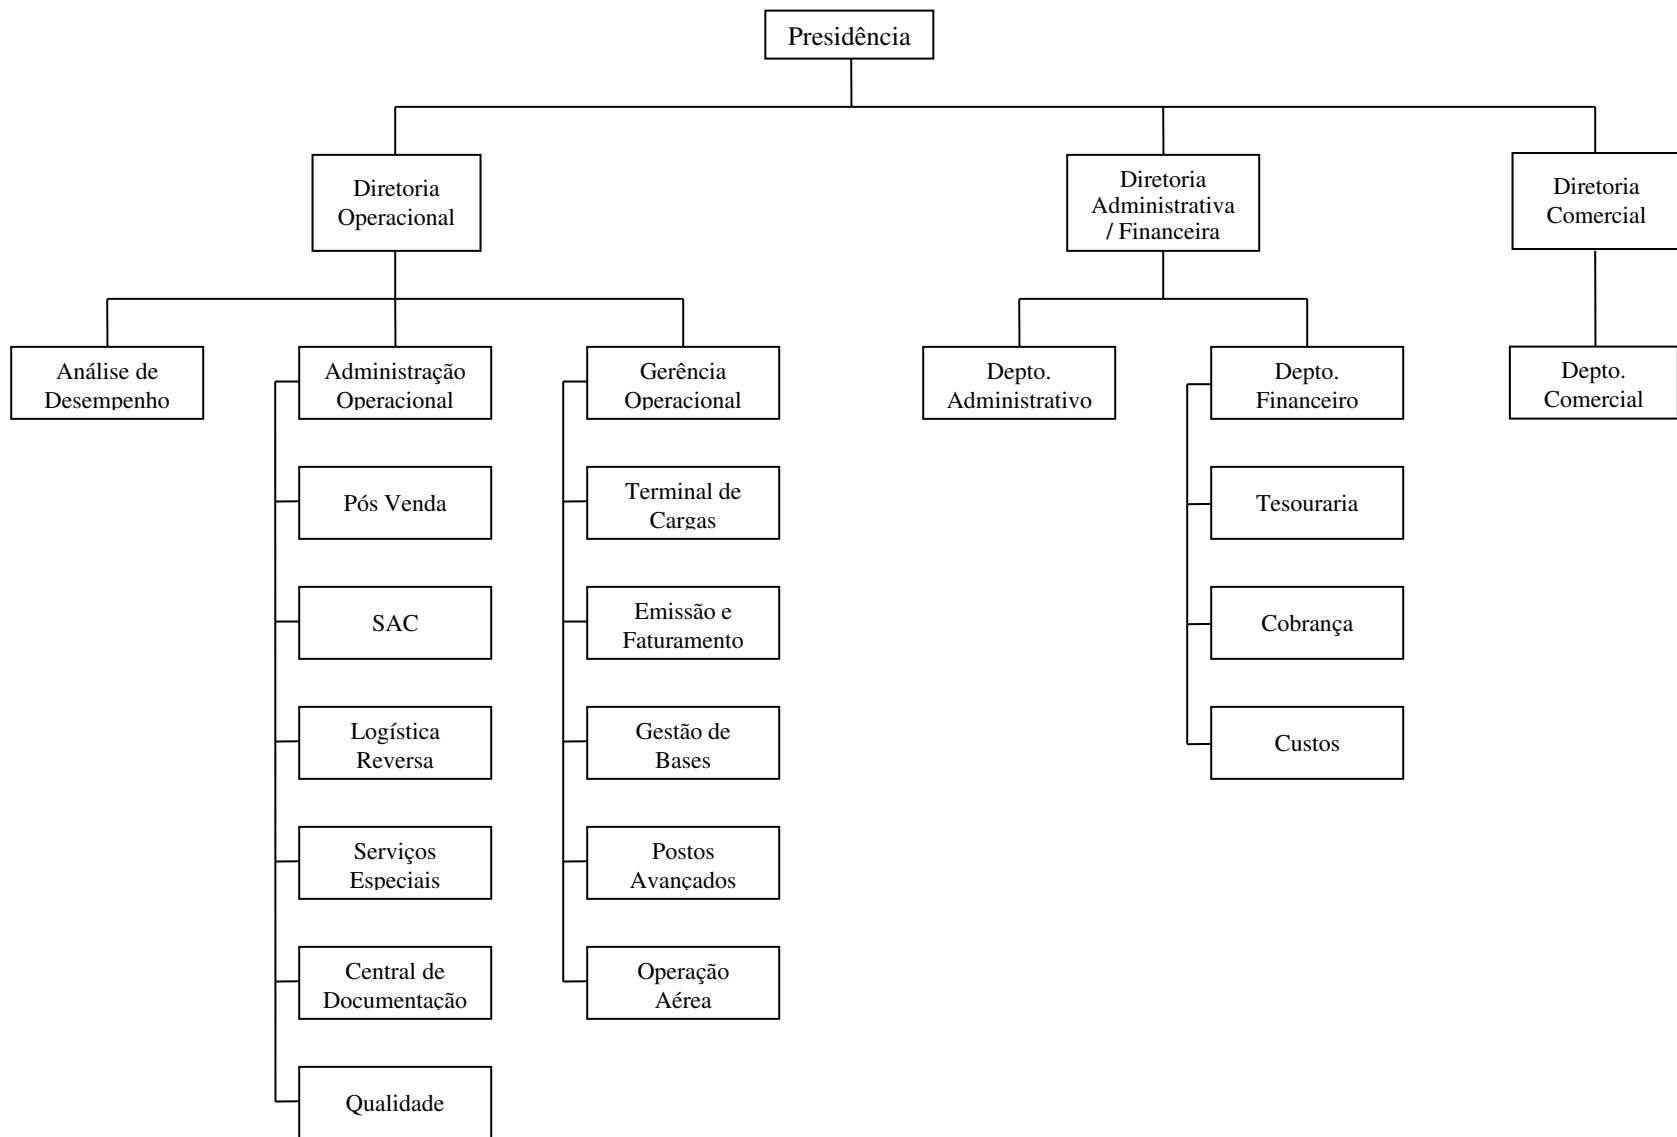 Presidência
Diretoria
Operacional
Diretoria
Administrativa
/ Financeira
Diretoria
Comercial
Análise de
Desempenho
Administração
Operacional
Gerência
Operacional
Depto.
Administrativo
Depto.
Financeiro
Depto.
Comercial
Pós Venda
Terminal de
Cargas
Tesouraria
SAC
Emissão e
Faturamento
Cobrança
Logística
Reversa
Gestão de
Bases
Custos
Serviços
Especiais
Postos
Avançados
Central de
Documentação
Operação
Aérea
Qualidade